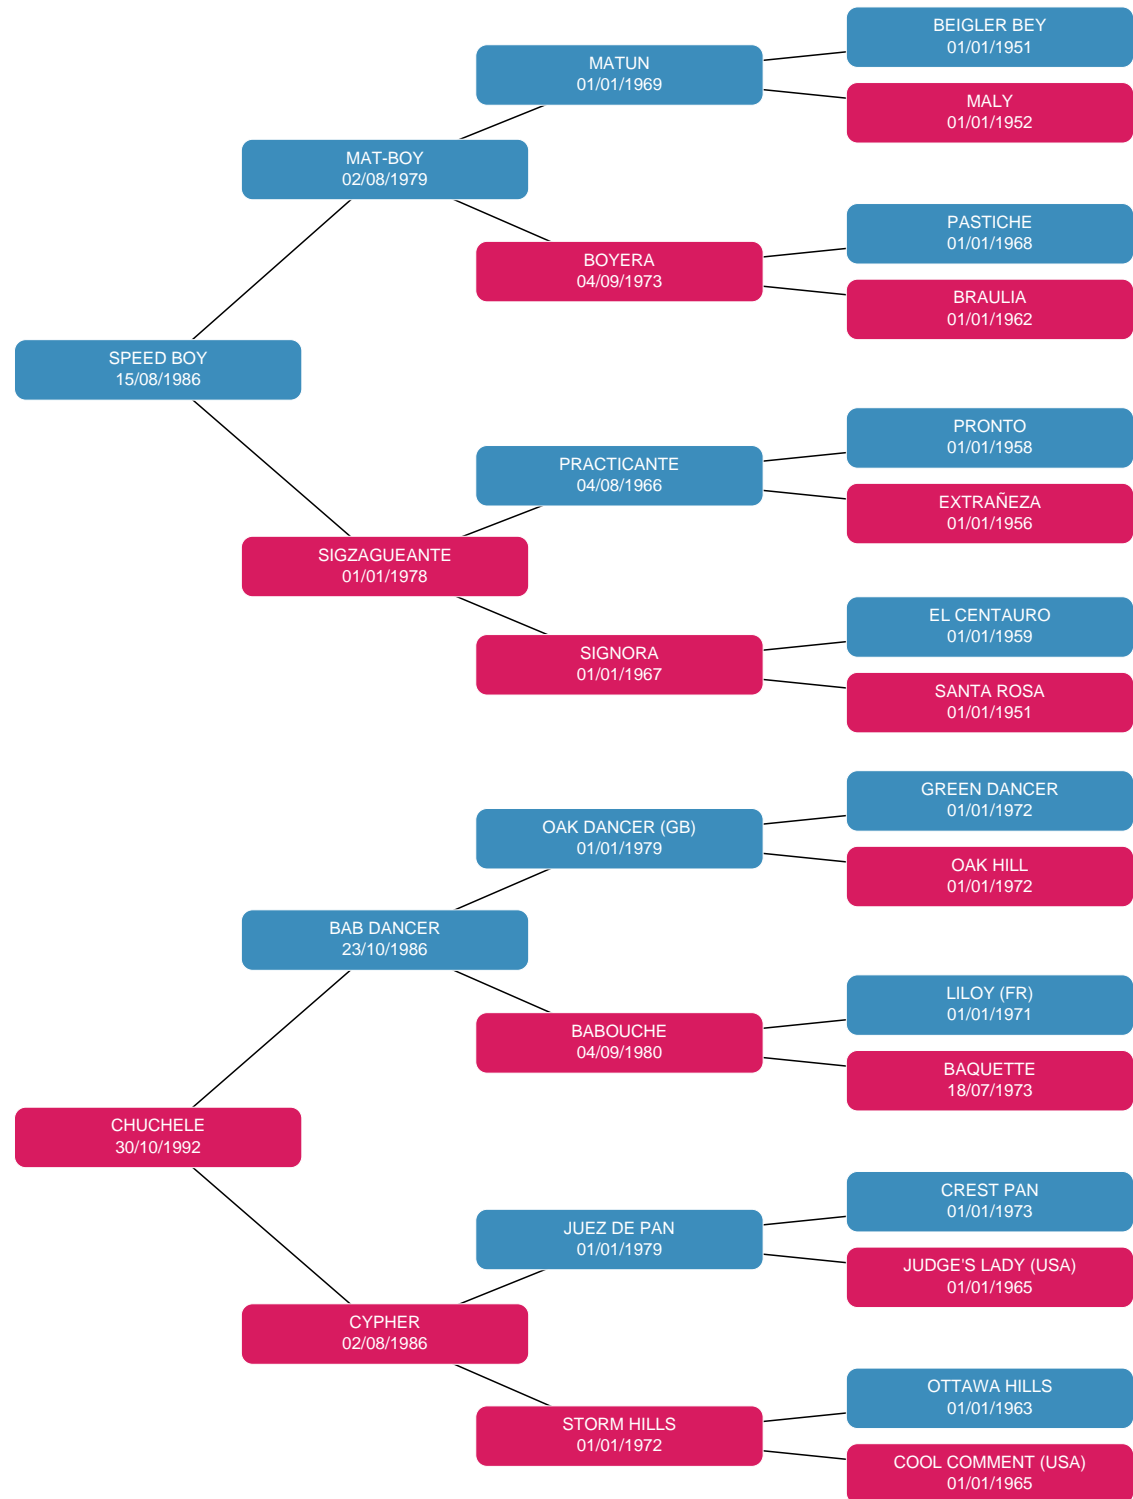 BEIGLER BEY
01/01/1951
MATUN
01/01/1969
MALY
01/01/1952
MAT-BOY
02/08/1979
PASTICHE
01/01/1968
BOYERA
04/09/1973
BRAULIA
01/01/1962
SPEED BOY
15/08/1986
PRONTO
01/01/1958
PRACTICANTE
04/08/1966
EXTRAÑEZA
01/01/1956
SIGZAGUEANTE
01/01/1978
EL CENTAURO
01/01/1959
SIGNORA
01/01/1967
SANTA ROSA
01/01/1951
GREEN DANCER
01/01/1972
OAK DANCER (GB)
01/01/1979
OAK HILL
01/01/1972
BAB DANCER
23/10/1986
LILOY (FR)
01/01/1971
BABOUCHE
04/09/1980
BAQUETTE
18/07/1973
CHUCHELE
30/10/1992
CREST PAN
01/01/1973
JUEZ DE PAN
01/01/1979
JUDGE'S LADY (USA)
01/01/1965
CYPHER
02/08/1986
OTTAWA HILLS
01/01/1963
STORM HILLS
01/01/1972
COOL COMMENT (USA)
01/01/1965